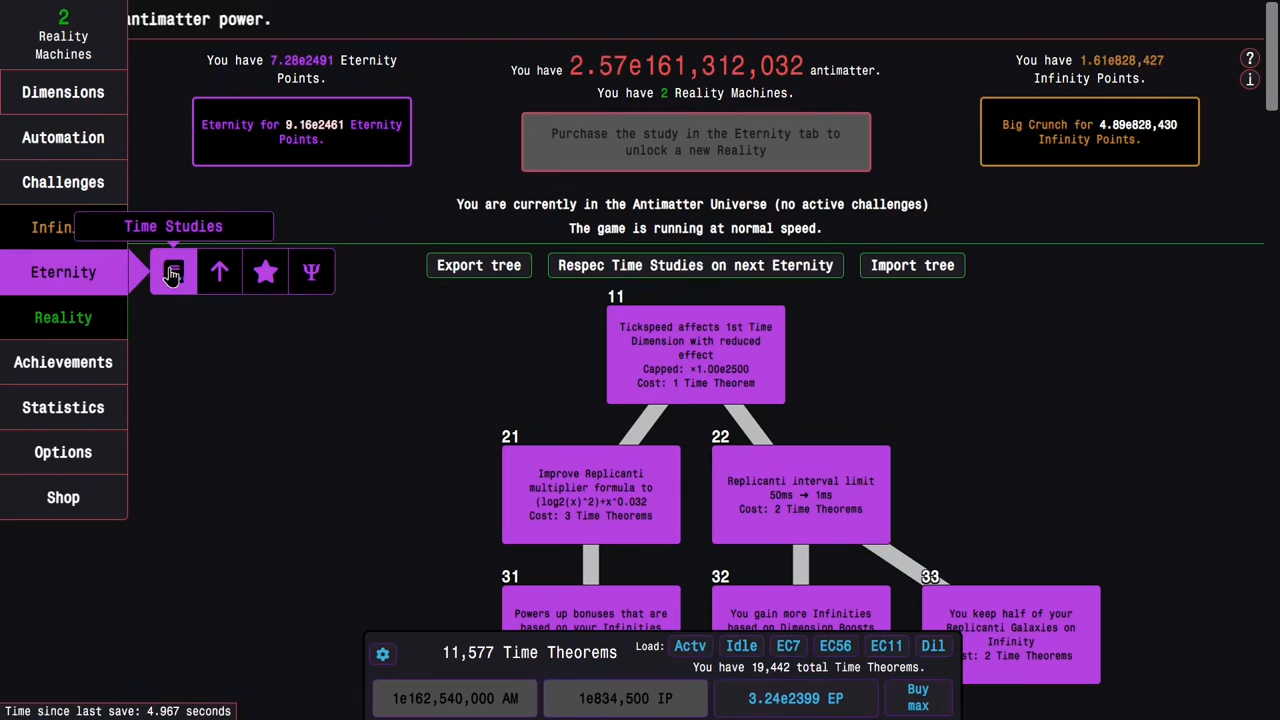 2
Reality
Machines
antimatter power.
Dimensions
Automation
Challenges
Infin
Eternity
Reality
Achievements
Statistics
Options
Shop
Time Studies
Ψ
You have 7.28e2491 Eternity
Points.
Eternity for 9.16e2461 Eternity
Points.
You have 2.57e161,312,032 antimatter.
You have 2 Reality Machines.
Purchase the study in the Eternity tab to
unlock a new Reality
You have 1.61e828,427
Infinity Points.
Big Crunch for 4.89e828,430
Infinity Points.
?
i
You are currently in the Antimatter Universe (no active challenges)
The game is running at normal speed.
Export tree
Respec Time Studies on next Eternity
Import tree
11
Tickspeed affects 1st Time
Dimension with reduced
effect
Capped: ×1.00e2500
Cost: 1 Time Theorem
21
Improve Replicanti
multiplier formula to
(log2(x)^2)+x^0.032
Cost: 3 Time Theorems
22
Replicanti interval limit
50ms → 1ms
Cost: 2 Time Theorems
31
Powers up bonuses that are
based on your Infinities
32
You gain more Infinities
based on Dimension Boosts
33
You keep half of your
Replicanti Galaxies on
Infinity
st: 2 Time Theorems
11,577 Time Theorems
Load: Actv Idle EC7 EC56 EC11 Dil
You have 19,442 total Time Theorems.
1e162,540,000 AM
1e834,500 IP
3.24e2399 EP
Buy
max
Time since last save: 4.967 seconds